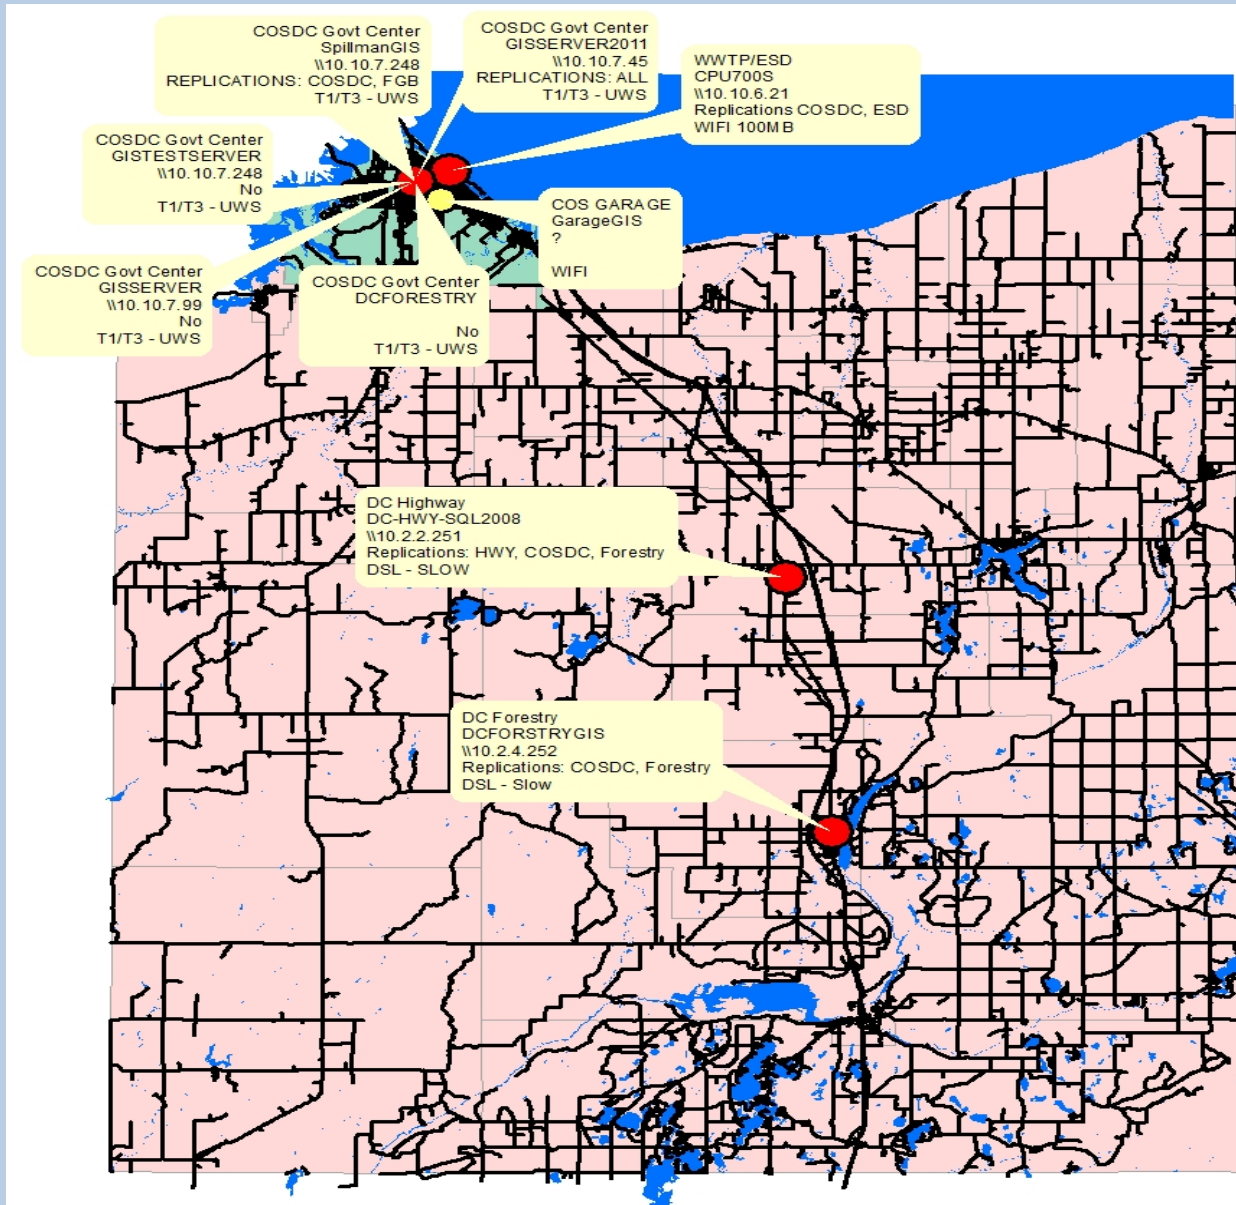 COSDC Govt Center
SpillmanGIS
\\10.10.7.248
REPLICATIONS: COSDC, FGB
T1/T3 - UWS
COSDC Govt Center
GISSERVER2011
\\10.10.7.45
REPLICATIONS: ALL
T1/T3 - UWS
WWTP/ESD
CPU700S
\\10.10.6.21
Replications COSDC, ESD
WIFI 100MB
COSDC Govt Center
GISTESTSERVER
\\10.10.7.248
No
T1/T3 - UWS
COS GARAGE
GarageGIS
?
WIFI
COSDC Govt Center
GISSERVER
\\10.10.7.99
No
T1/T3 - UWS
COSDC Govt Center
DCFORESTRY
No
T1/T3 - UWS
DC Highway
DC-HWY-SQL2008
\\10.2.2.251
Replications: HWY, COSDC, Forestry
DSL - SLOW
DC Forestry
DCFORSTRYGIS
\\10.2.4.252
Replications: COSDC, Forestry
DSL - Slow